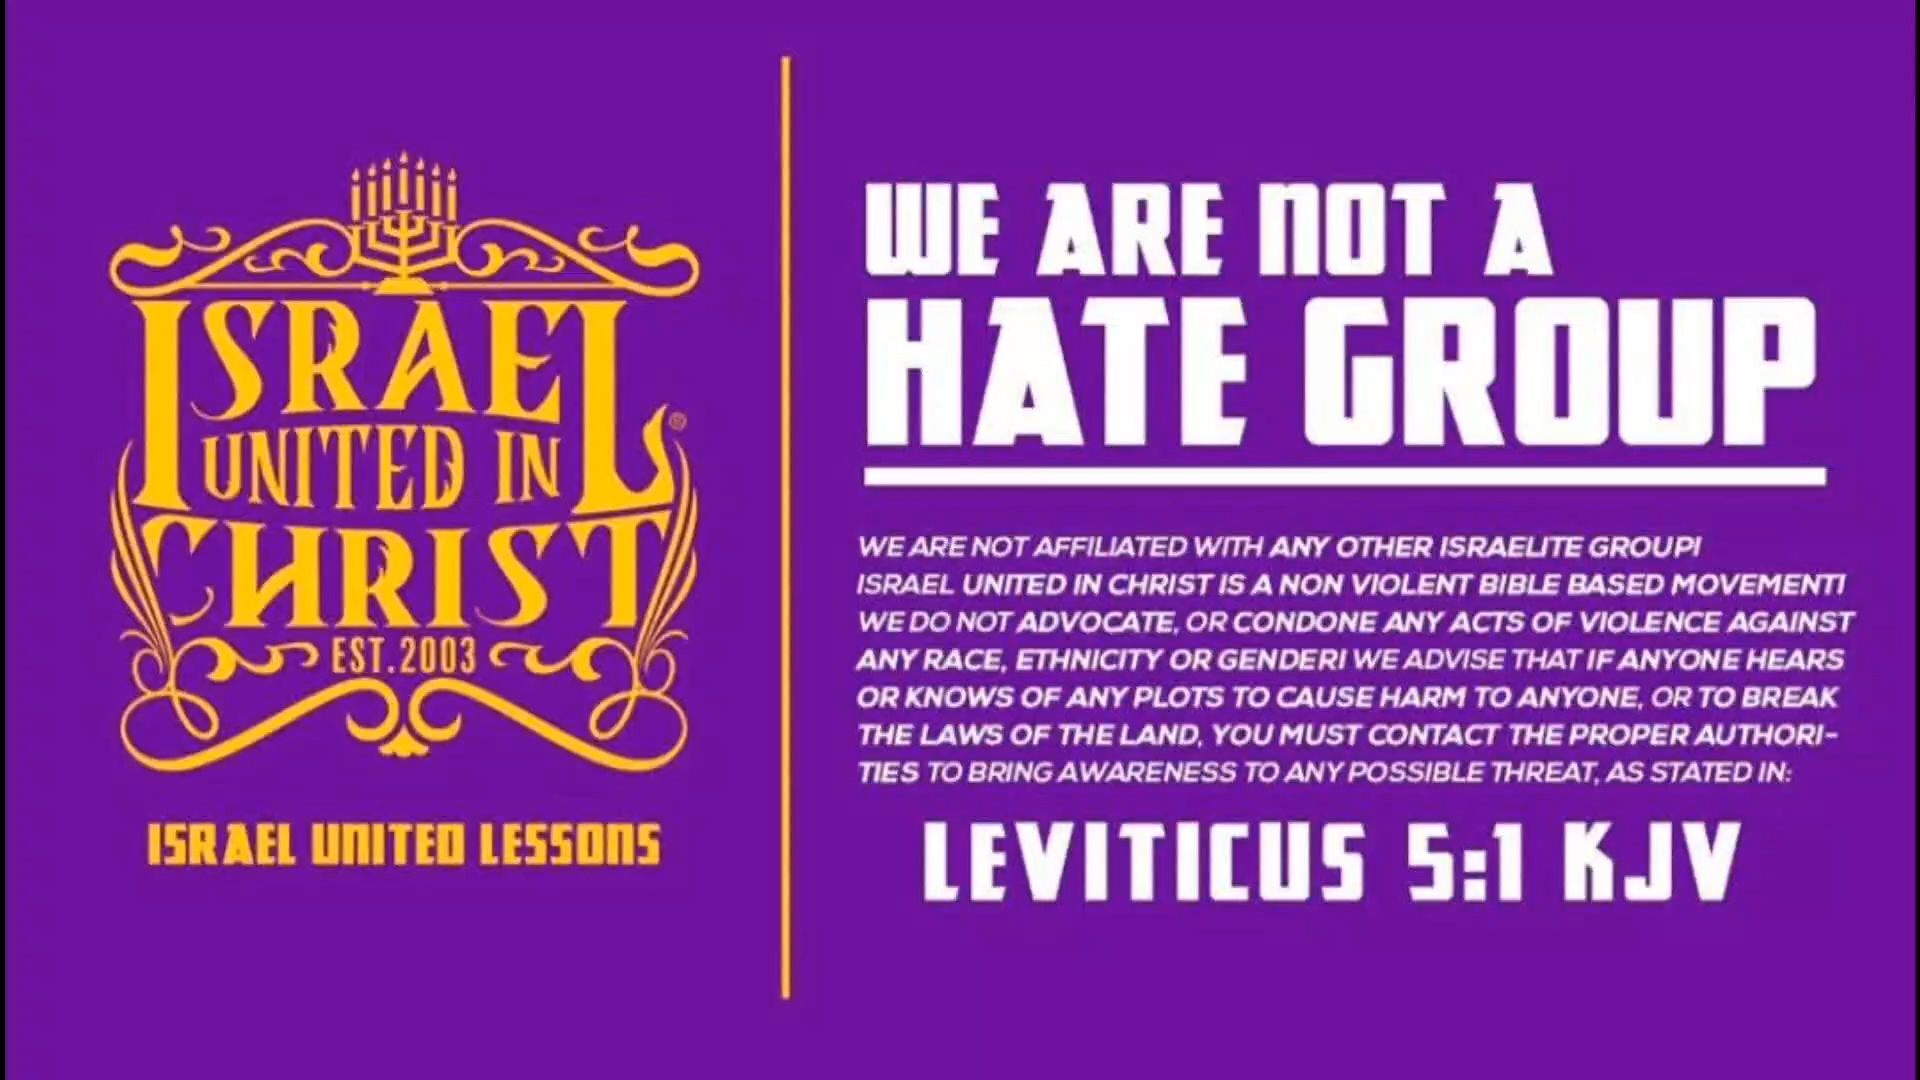 ISRAEL
UNITED IN
CHRIST
®
EST.2003
ISRAEL UNITED LESSONS
WE ARE NOT A
HATE GROUP
WE ARE NOT AFFILIATED WITH ANY OTHER ISRAELITE GROUP!
ISRAEL UNITED IN CHRIST IS A NON VIOLENT BIBLE BASED MOVEMENT!
WE DO NOT ADVOCATE, OR CONDONE ANY ACTS OF VIOLENCE AGAINST
ANY RACE, ETHNICITY OR GENDER! WE ADVISE THAT IF ANYONE HEARS
OR KNOWS OF ANY PLOTS TO CAUSE HARM TO ANYONE, OR TO BREAK
THE LAWS OF THE LAND, YOU MUST CONTACT THE PROPER AUTHORI-
TIES TO BRING AWARENESS TO ANY POSSIBLE THREAT, AS STATED IN:
LEVITICUS 5:1 KJV